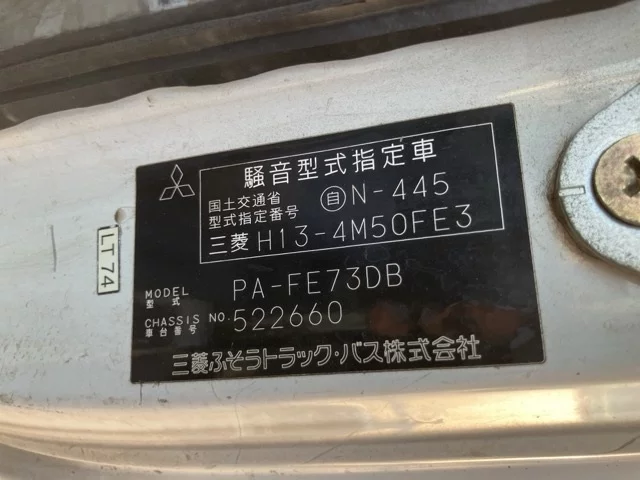 騒音型式指定車
国土交通省
型式指定番号 自 N-445
三菱 H13-4M50FE3
MODEL
型式 PA-FE73DB
CHASSIS NO.
車台番号 522660
三菱ふそうトラック・バス株式会社
LT74